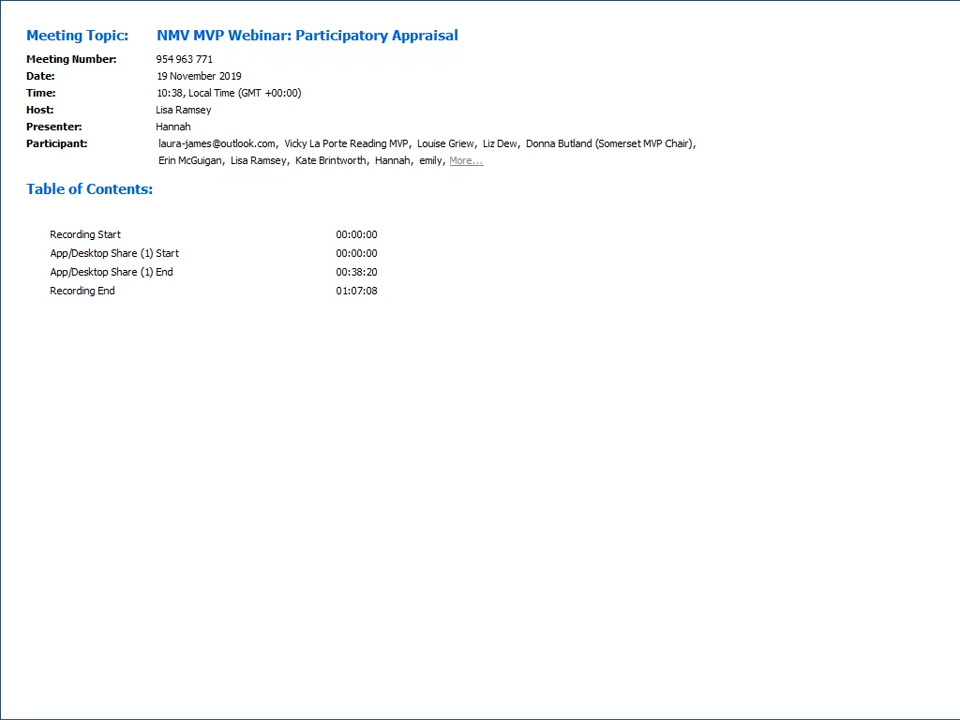 Meeting Topic: NMV MVP Webinar: Participatory Appraisal
Meeting Number: 954 963 771
Date: 19 November 2019
Time: 10:38, Local Time (GMT +00:00)
Host: Lisa Ramsey
Presenter: Hannah
Participant: laura-james@outlook.com, Vicky La Porte Reading MVP, Louise Griew, Liz Dew, Donna Butland (Somerset MVP Chair),
Erin McGuigan, Lisa Ramsey, Kate Brintworth, Hannah, emily, More...
Table of Contents:
Recording Start 00:00:00
App/Desktop Share (1) Start 00:00:00
App/Desktop Share (1) End 00:38:20
Recording End 01:07:08